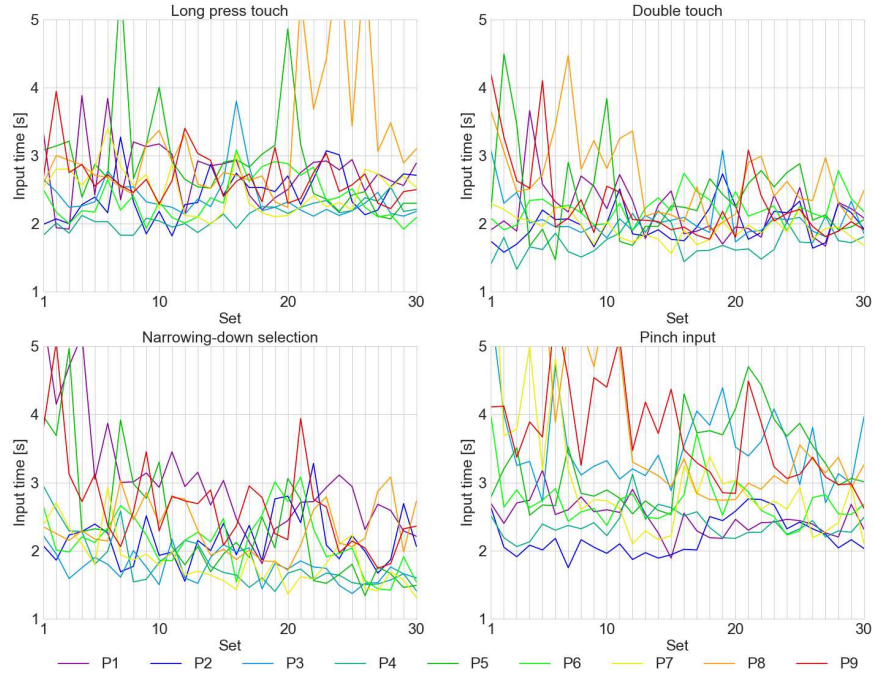 Long press touch
Double touch
5
4
3
2
1
Input time [s]
1
10
20
30
Set
5
4
3
2
1
Input time [s]
1
10
20
30
Set
Narrowing-down selection
Pinch input
5
4
3
2
1
Input time [s]
1
10
20
30
Set
5
4
3
2
1
Input time [s]
1
10
20
30
Set
P1 P2 P3 P4 P5 P6 P7 P8 P9